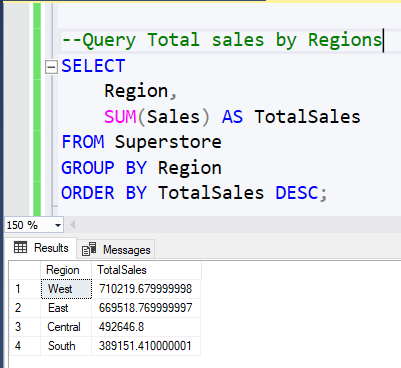 --Query Total sales by Regions
SELECT
Region,
SUM(Sales) AS TotalSales
FROM Superstore
GROUP BY Region
ORDER BY TotalSales DESC;
150 %
Results Messages
Region TotalSales
1 West 710219.679999998
2 East 669518.769999997
3 Central 492646.8
4 South 389151.410000001